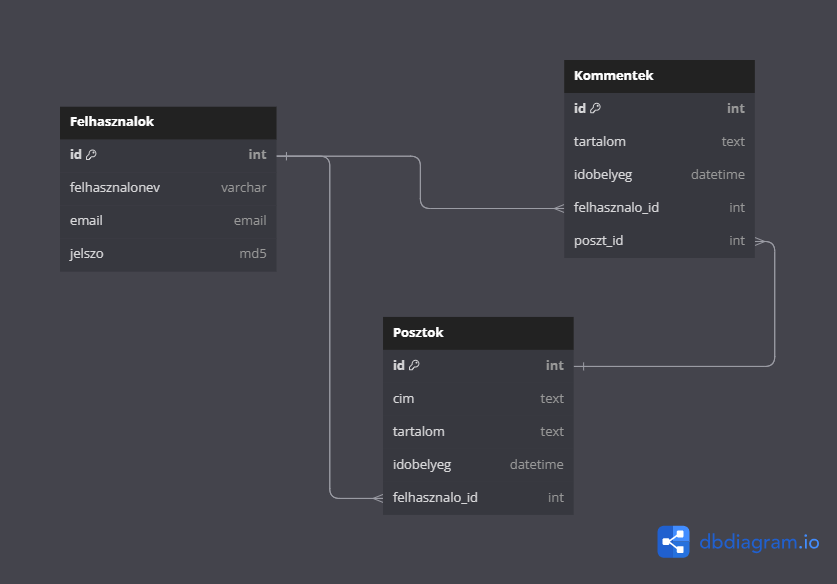 Felhasznalok
id int
felhasznalonev varchar
email email
jelszo md5
Kommentek
id int
tartalom text
idobelyeg datetime
felhasznalo_id int
poszt_id int
Posztok
id int
cim text
tartalom text
idobelyeg datetime
felhasznalo_id int
dbdiagram.io